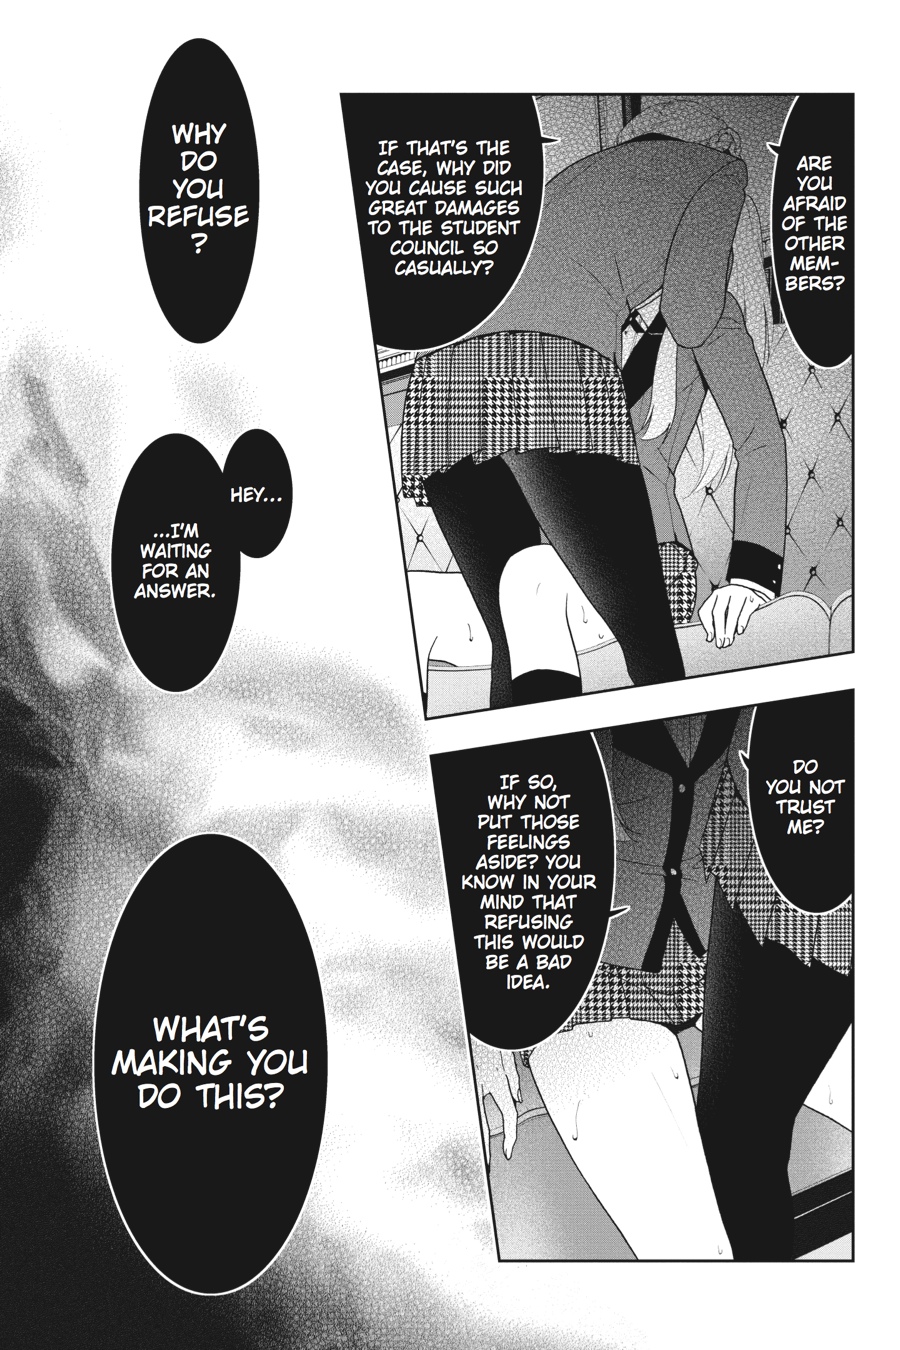 ARE
YOU
AFRAID
OF THE
OTHER
MEM-
BERS?
IF THAT'S THE
CASE, WHY DID
YOU CAUSE SUCH
GREAT DAMAGES
TO THE STUDENT
COUNCIL SO
CASUALLY?
DO
YOU NOT
TRUST
ME?
IF SO,
WHY NOT
PUT THOSE
FEELINGS
ASIDE? YOU
KNOW IN YOUR
MIND THAT
REFUSING
THIS WOULD
BE A BAD
IDEA.
WHY
DO
YOU
REFUSE
?
HEY...
...I'M
WAITING
FOR AN
ANSWER.
WHAT'S
MAKING YOU
DO THIS?